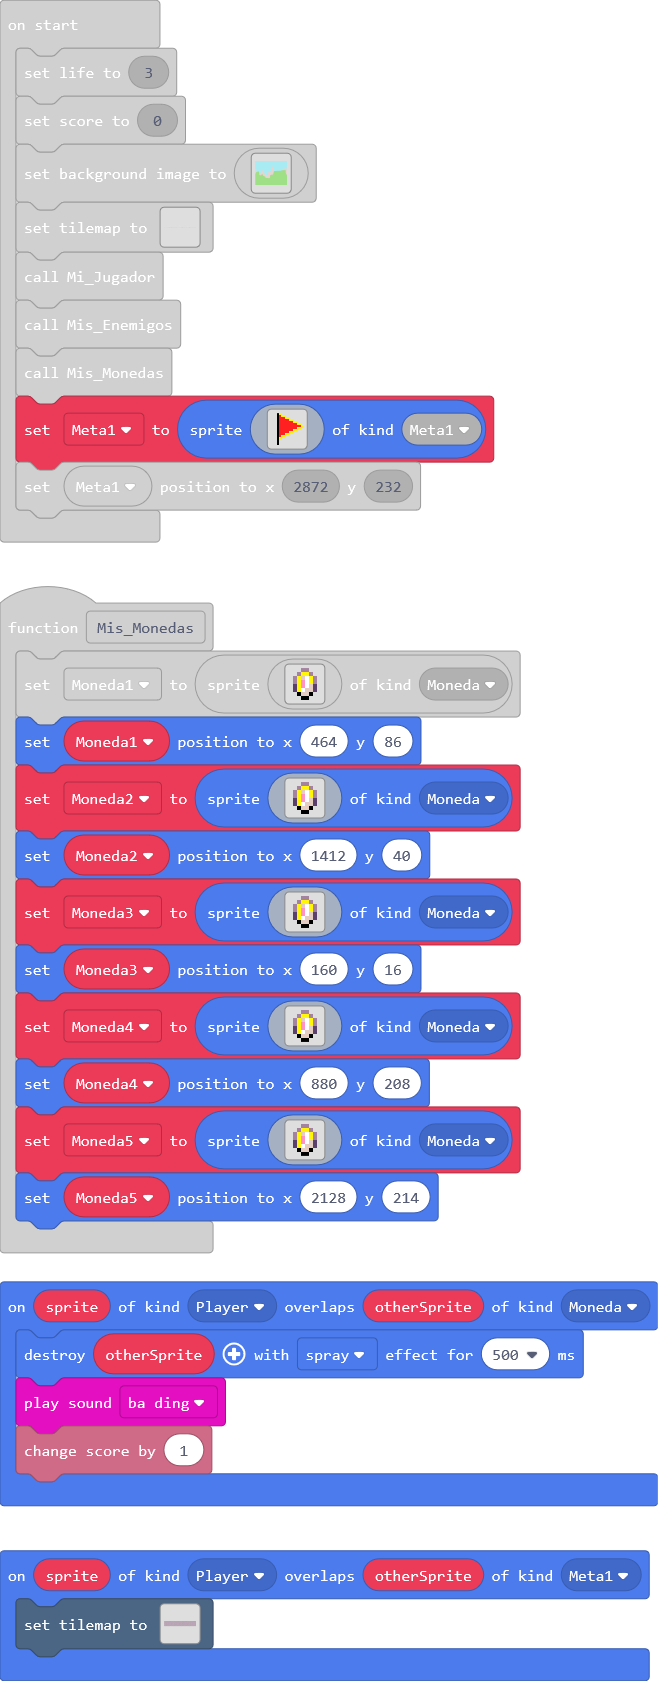 on start
set life to 3
set score to 0
set background image to
set tilemap to
call Mi_Jugador
call Mis_Enemigos
call Mis_Monedas
set Meta1 to sprite of kind Meta1
set Meta1 position to x 2872 y 232
function Mis_Monedas
set Moneda1 to sprite of kind Moneda
set Moneda1 position to x 464 y 86
set Moneda2 to sprite of kind Moneda
set Moneda2 position to x 1412 y 40
set Moneda3 to sprite of kind Moneda
set Moneda3 position to x 160 y 16
set Moneda4 to sprite of kind Moneda
set Moneda4 position to x 880 y 208
set Moneda5 to sprite of kind Moneda
set Moneda5 position to x 2128 y 214
on sprite of kind Player overlaps otherSprite of kind Moneda
destroy otherSprite with spray effect for 500 ms
play sound ba ding
change score by 1
on sprite of kind Player overlaps otherSprite of kind Meta1
set tilemap to